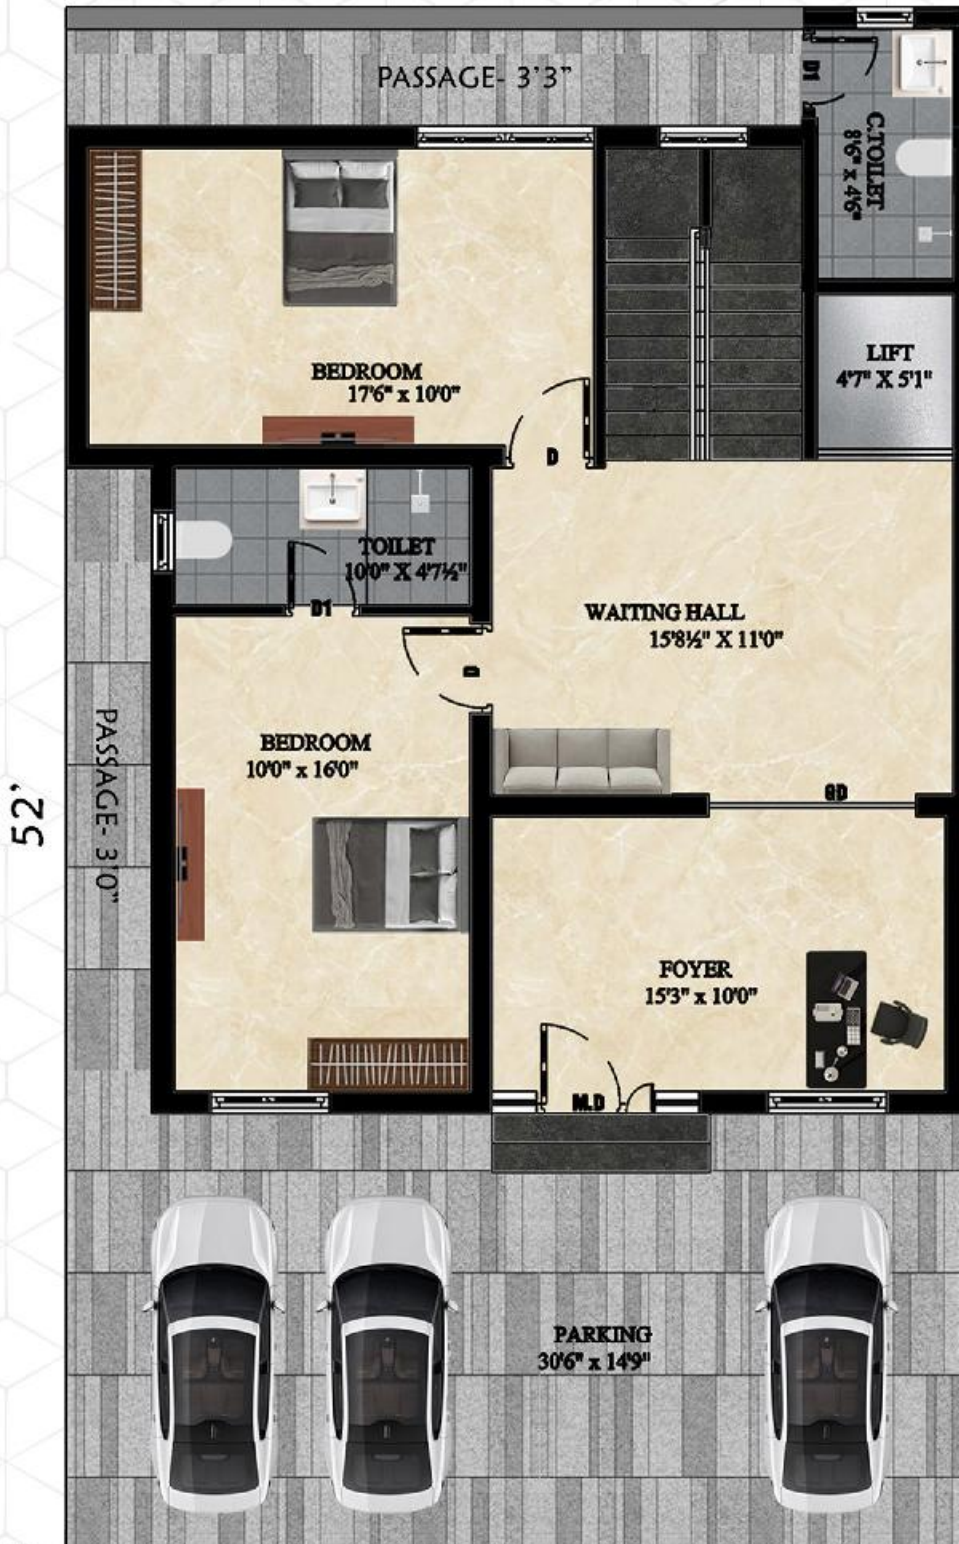 PASSAGE- 3'3"
D1
C.TOILET
8'6" x 4'6"
LIFT
4'7" X 5'1"
BEDROOM
17'6" x 10'0"
D
TOILET
10'0" X 4'7½"
D1
WAITING HALL
15'8½" X 11'0"
D
BEDROOM
10'0" x 16'0"
PASSAGE- 3'0"
52'
GD
FOYER
15'3" x 10'0"
M.D
PARKING
30'6" x 14'9"